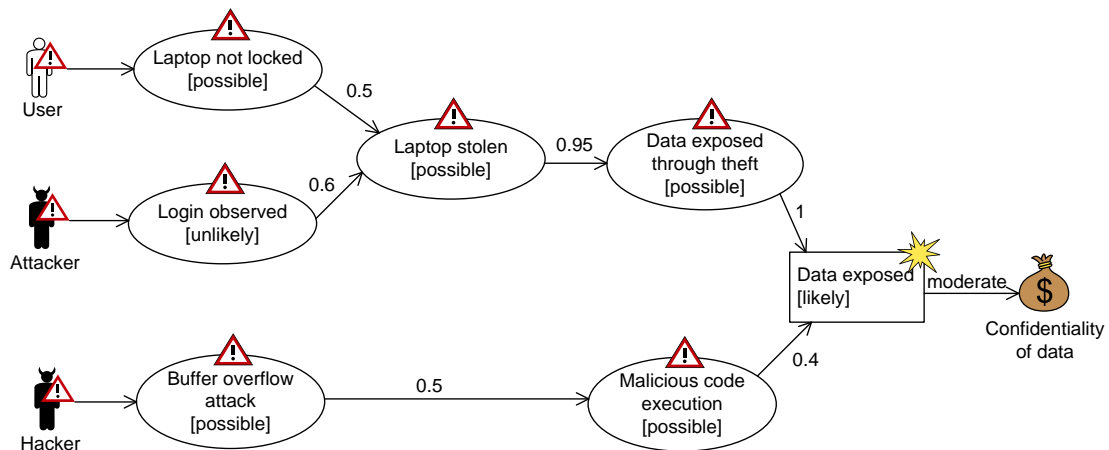 Laptop not locked
[possible]
User
0.5
Laptop stolen
[possible]
0.95
Data exposed
through theft
[possible]
0.6
Login observed
[unlikely]
Attacker
1
Data exposed
[likely]
moderate
$
Confidentiality
of data
Buffer overflow
attack
[possible]
Hacker
0.5
Malicious code
execution
[possible]
0.4